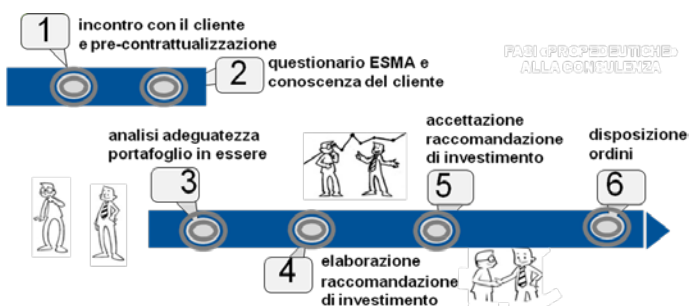 1
incontro con il cliente
e pre-contrattualizzazione
FASI «PROPEDEUTICHE»
ALLA CONSULENZA
2
questionario ESMA e
conoscenza del cliente
analisi adeguatezza
portafoglio in essere
3
4
elaborazione
raccomandazione
di investimento
accettazione
raccomandazione
di investimento
5
disposizione
ordini
6